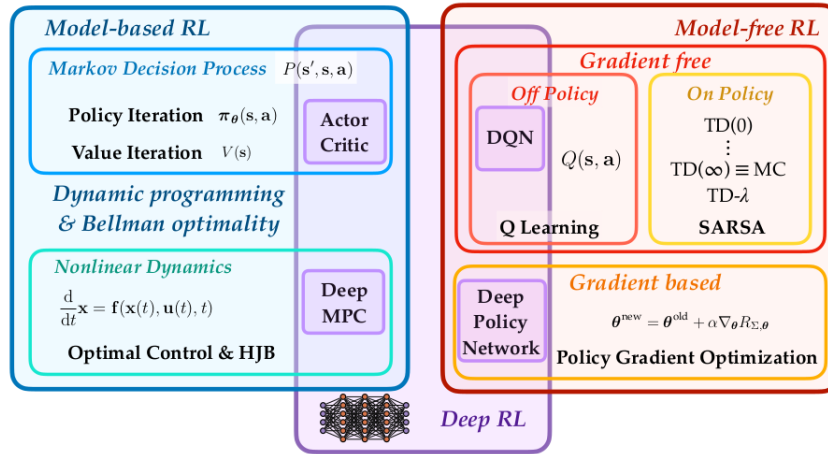 Model-based RL
Markov Decision Process P(s′, s, a)
Policy Iteration π_θ(s, a)
Value Iteration V(s)
Actor
Critic
Dynamic programming
& Bellman optimality
Nonlinear Dynamics
d/dt x = f(x(t), u(t), t)
Optimal Control & HJB
Deep
MPC
Model-free RL
Gradient free
Off Policy
DQN
Q(s, a)
Q Learning
On Policy
TD(0)
⋮
TD(∞) ≡ MC
TD-λ
SARSA
Gradient based
Deep
Policy
Network
θ^new = θ^old + α∇_θ R_Σ,θ
Policy Gradient Optimization
Deep RL